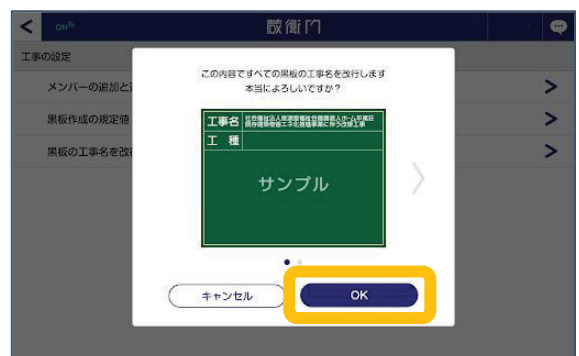 ON
蔵衛門
工事の設定
メンバーの追加と
黒板作成の規定値
黒板の工事名を改
この内容ですべての黒板の工事名を改行します
本当によろしいですか?
工事名
工 種
サンプル
キャンセル
OK